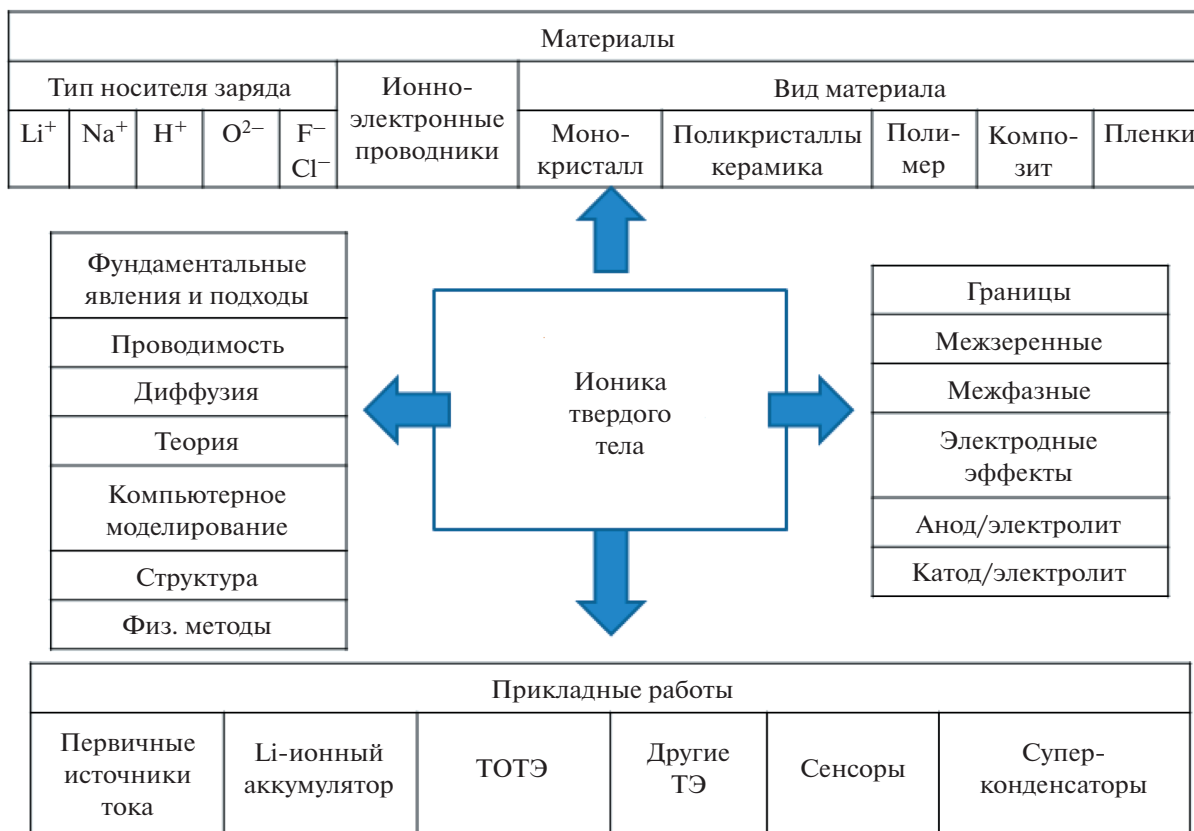 Материалы
Тип носителя заряда
Ионно-
электронные
проводники
Вид материала
Li⁺
Na⁺
H⁺
O²⁻
F⁻
Cl⁻
Моно-
кристалл
Поликристаллы
керамика
Поли-
мер
Компо-
зит
Пленки
Фундаментальные
явления и подходы
Проводимость
Диффузия
Теория
Компьютерное
моделирование
Структура
Физ. методы
Ионика
твердого
тела
Границы
Межзеренные
Межфазные
Электродные
эффекты
Анод/электролит
Катод/электролит
Прикладные работы
Первичные
источники
тока
Li-ионный
аккумулятор
ТОТЭ
Другие
ТЭ
Сенсоры
Супер-
конденсаторы